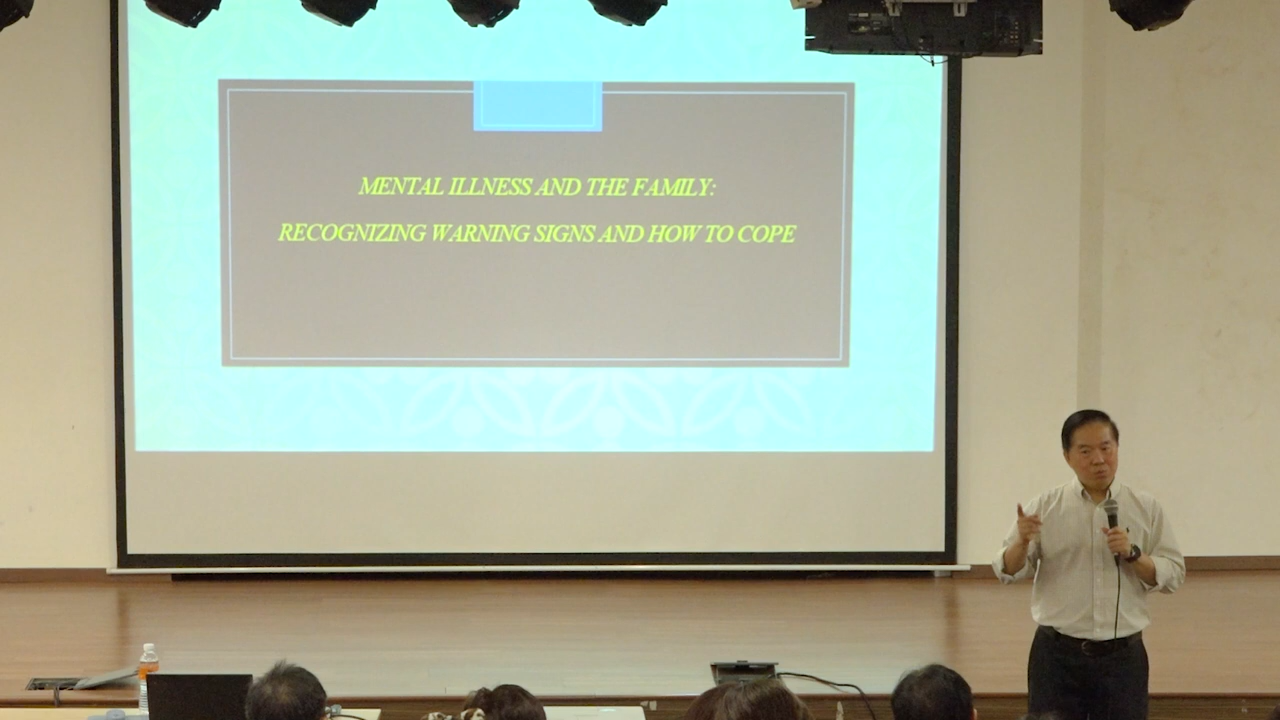 MENTAL ILLNESS AND THE FAMILY:
RECOGNIZING WARNING SIGNS AND HOW TO COPE